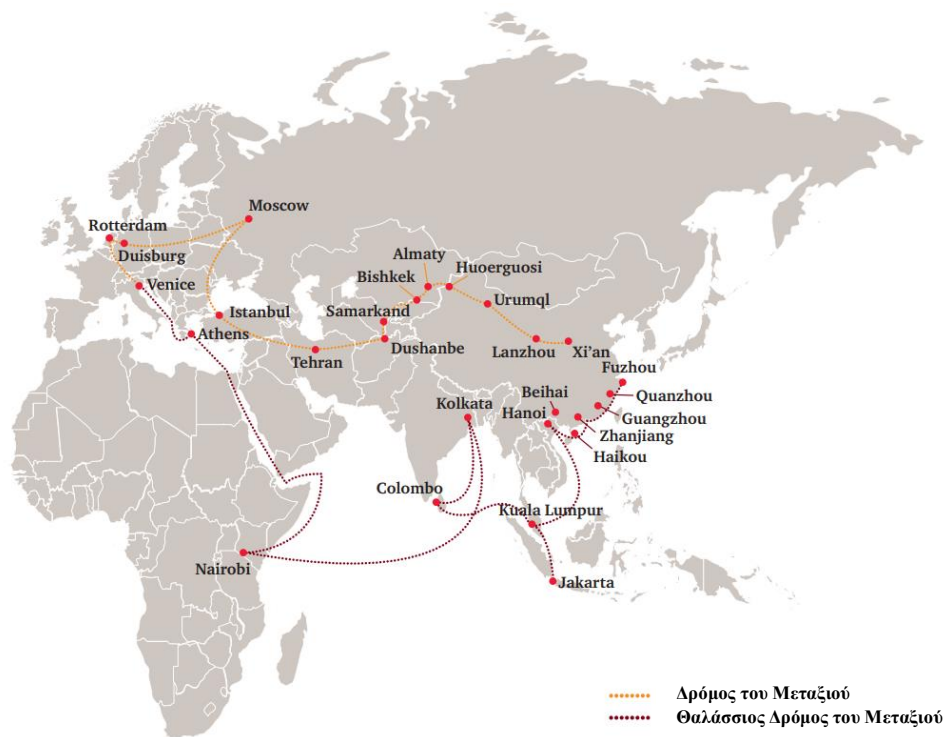 Moscow
Rotterdam
Duisburg
Almaty
Huoerguosi
Bishkek
Venice
Urumql
Istanbul
Samarkand
Athens
Dushanbe
Lanzhou
Xi'an
Tehran
Fuzhou
Beihai
Quanzhou
Kolkata
Hanoi
Guangzhou
Zhanjiang
Haikou
Colombo
Kuala Lumpur
Nairobi
Jakarta
Δρόμος του Μεταξιού
Θαλάσσιος Δρόμος του Μεταξιού